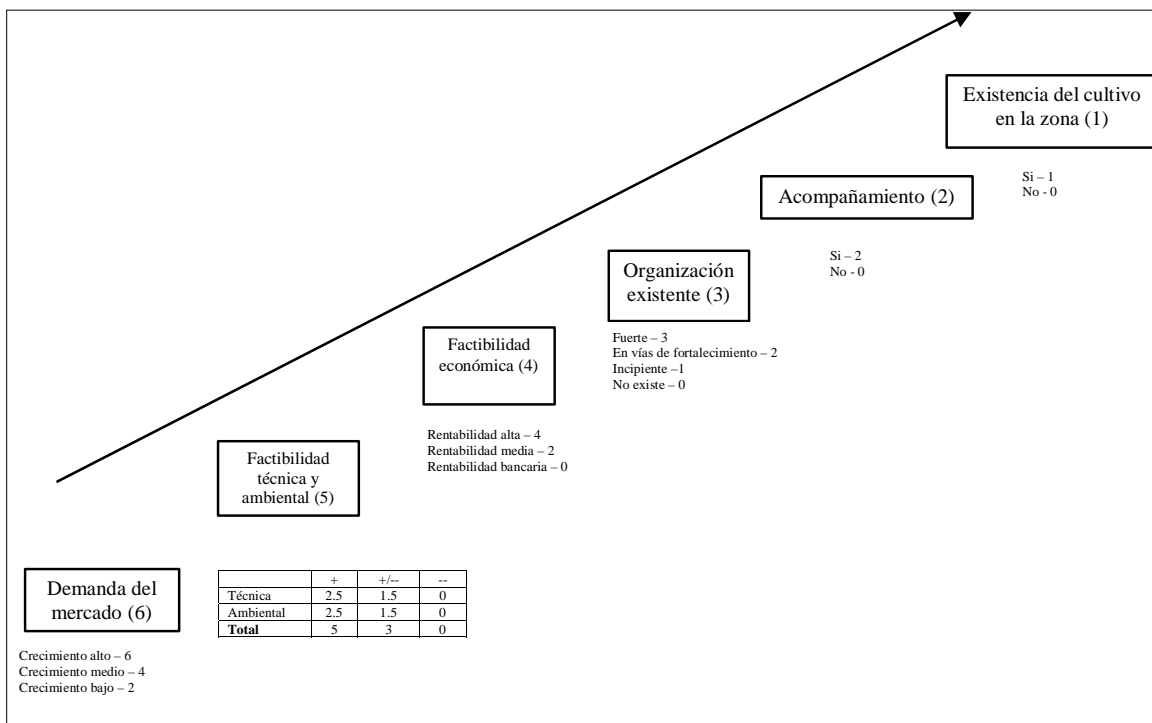 Existencia del cultivo
en la zona (1)
Si – 1
No - 0
Acompañamiento (2)
Si – 2
No - 0
Organización
existente (3)
Fuerte – 3
En vías de fortalecimiento – 2
Incipiente –1
No existe – 0
Factibilidad
económica (4)
Rentabilidad alta – 4
Rentabilidad media – 2
Rentabilidad bancaria – 0
Factibilidad
técnica y
ambiental (5)
+ +/-- --
Técnica 2.5 1.5 0
Ambiental 2.5 1.5 0
Total 5 3 0
Demanda del
mercado (6)
Crecimiento alto – 6
Crecimiento medio – 4
Crecimiento bajo – 2